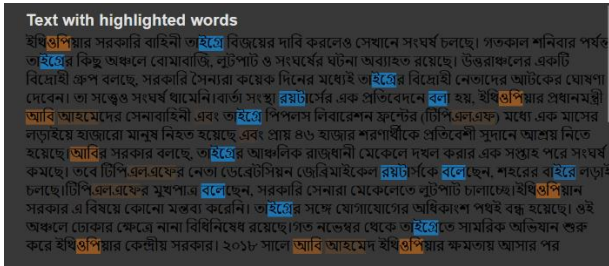 Text with highlighted words
ইথিওপিয়ার সরকারি বাহিনী তাইগ্রে বিজয়ের দাবি করলেও সেখানে সংঘর্ষ চলছে। গতকাল শনিবার পর্যন্ত
তাইগ্রের কিছু অঞ্চলে বোমাবাজি, লুটপাট ও সংঘর্ষের ঘটনা অব্যাহত রয়েছে। উত্তরাঞ্চলের একটি
বিদ্রোহী গ্রুপ বলছে, সরকারি সৈন্যরা কয়েক দিনের মধ্যেই তাইগ্রের বিদ্রোহী নেতাদের আটকের ঘোষণা
দেবেন। তা সত্ত্বেও সংঘর্ষ থামেনি।বার্তা সংস্থা রয়টার্সের এক প্রতিবেদনে বলা হয়, ইথিওপিয়ার প্রধানমন্ত্রী
আবি আহমেদের সেনাবাহিনী এবং তাইগ্রে পিপলস লিবারেশন ফ্রন্টের (টিপিএলএফ) মধ্যে এক মাসের
লড়াইয়ে হাজারো মানুষ নিহত হয়েছে এবং প্রায় ৪৬ হাজার শরণার্থীকে প্রতিবেশী সুদানে আশ্রয় নিতে
হয়েছে।আবির সরকার বলছে, তাইগ্রের আঞ্চলিক রাজধানী মেকেলে দখল করার এক সপ্তাহ পরে সংঘর্ষ
কমছে। তবে টিপিএলএফের নেতা ডেব্রেটসিয়ন জেব্রিমাইকেল রয়টার্সকে বলেছেন, শহরের বাইরে লড়াই
চলছে।টিপিএলএফের মুখপাত্র বলেছেন, সরকারি সেনারা মেকেলেতে লুটপাট চালাচ্ছে।ইথিওপিয়ান
সরকার এ বিষয়ে কোনো মন্তব্য করেনি। তাইগ্রের সঙ্গে যোগাযোগের অধিকাংশ পথই বন্ধ হয়েছে। ওই
অঞ্চলে ঢোকার ক্ষেত্রে নানা বিধিনিষেধ রয়েছে।গত নভেম্বর থেকে তাইগ্রেতে সামরিক অভিযান শুরু
করে ইথিওপিয়ার কেন্দ্রীয় সরকার। ২০১৮ সালে আবি আহমেদ ইথিওপিয়ার ক্ষমতায় আসার পর